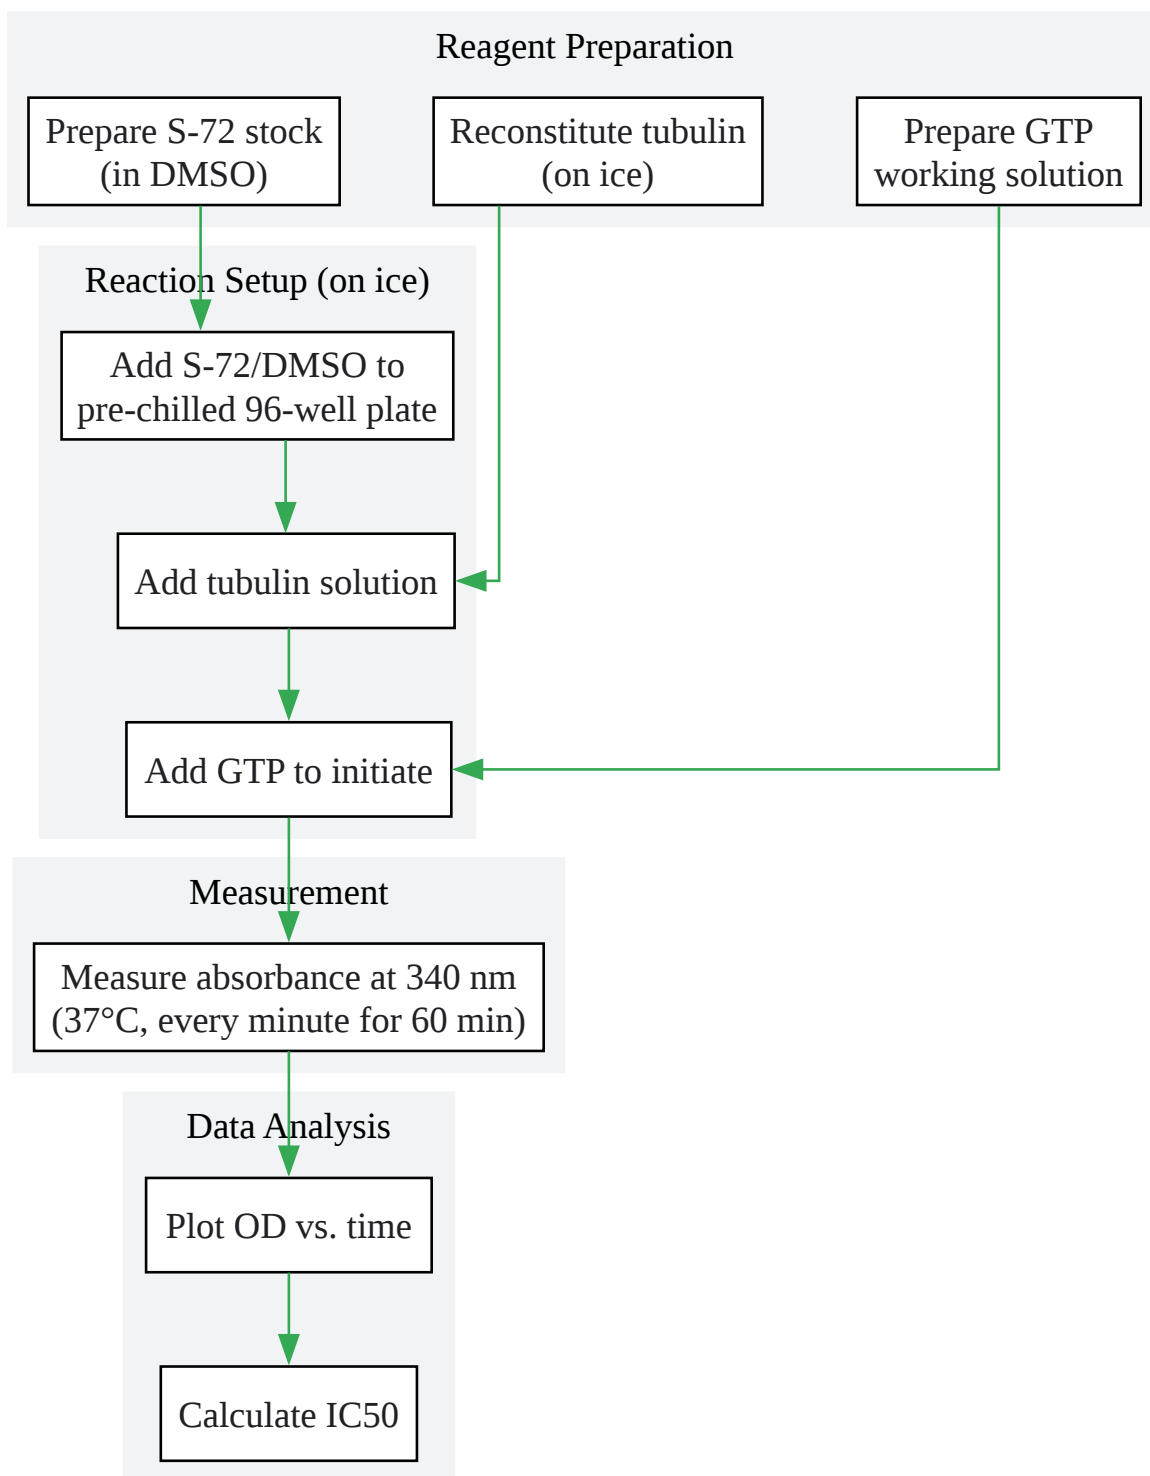 Reagent Preparation
Prepare S-72 stock
(in DMSO)
Reconstitute tubulin
(on ice)
Prepare GTP
working solution
Reaction Setup (on ice)
Add S-72/DMSO to
pre-chilled 96-well plate
Add tubulin solution
Add GTP to initiate
Measurement
Measure absorbance at 340 nm
(37°C, every minute for 60 min)
Data Analysis
Plot OD vs. time
Calculate IC50